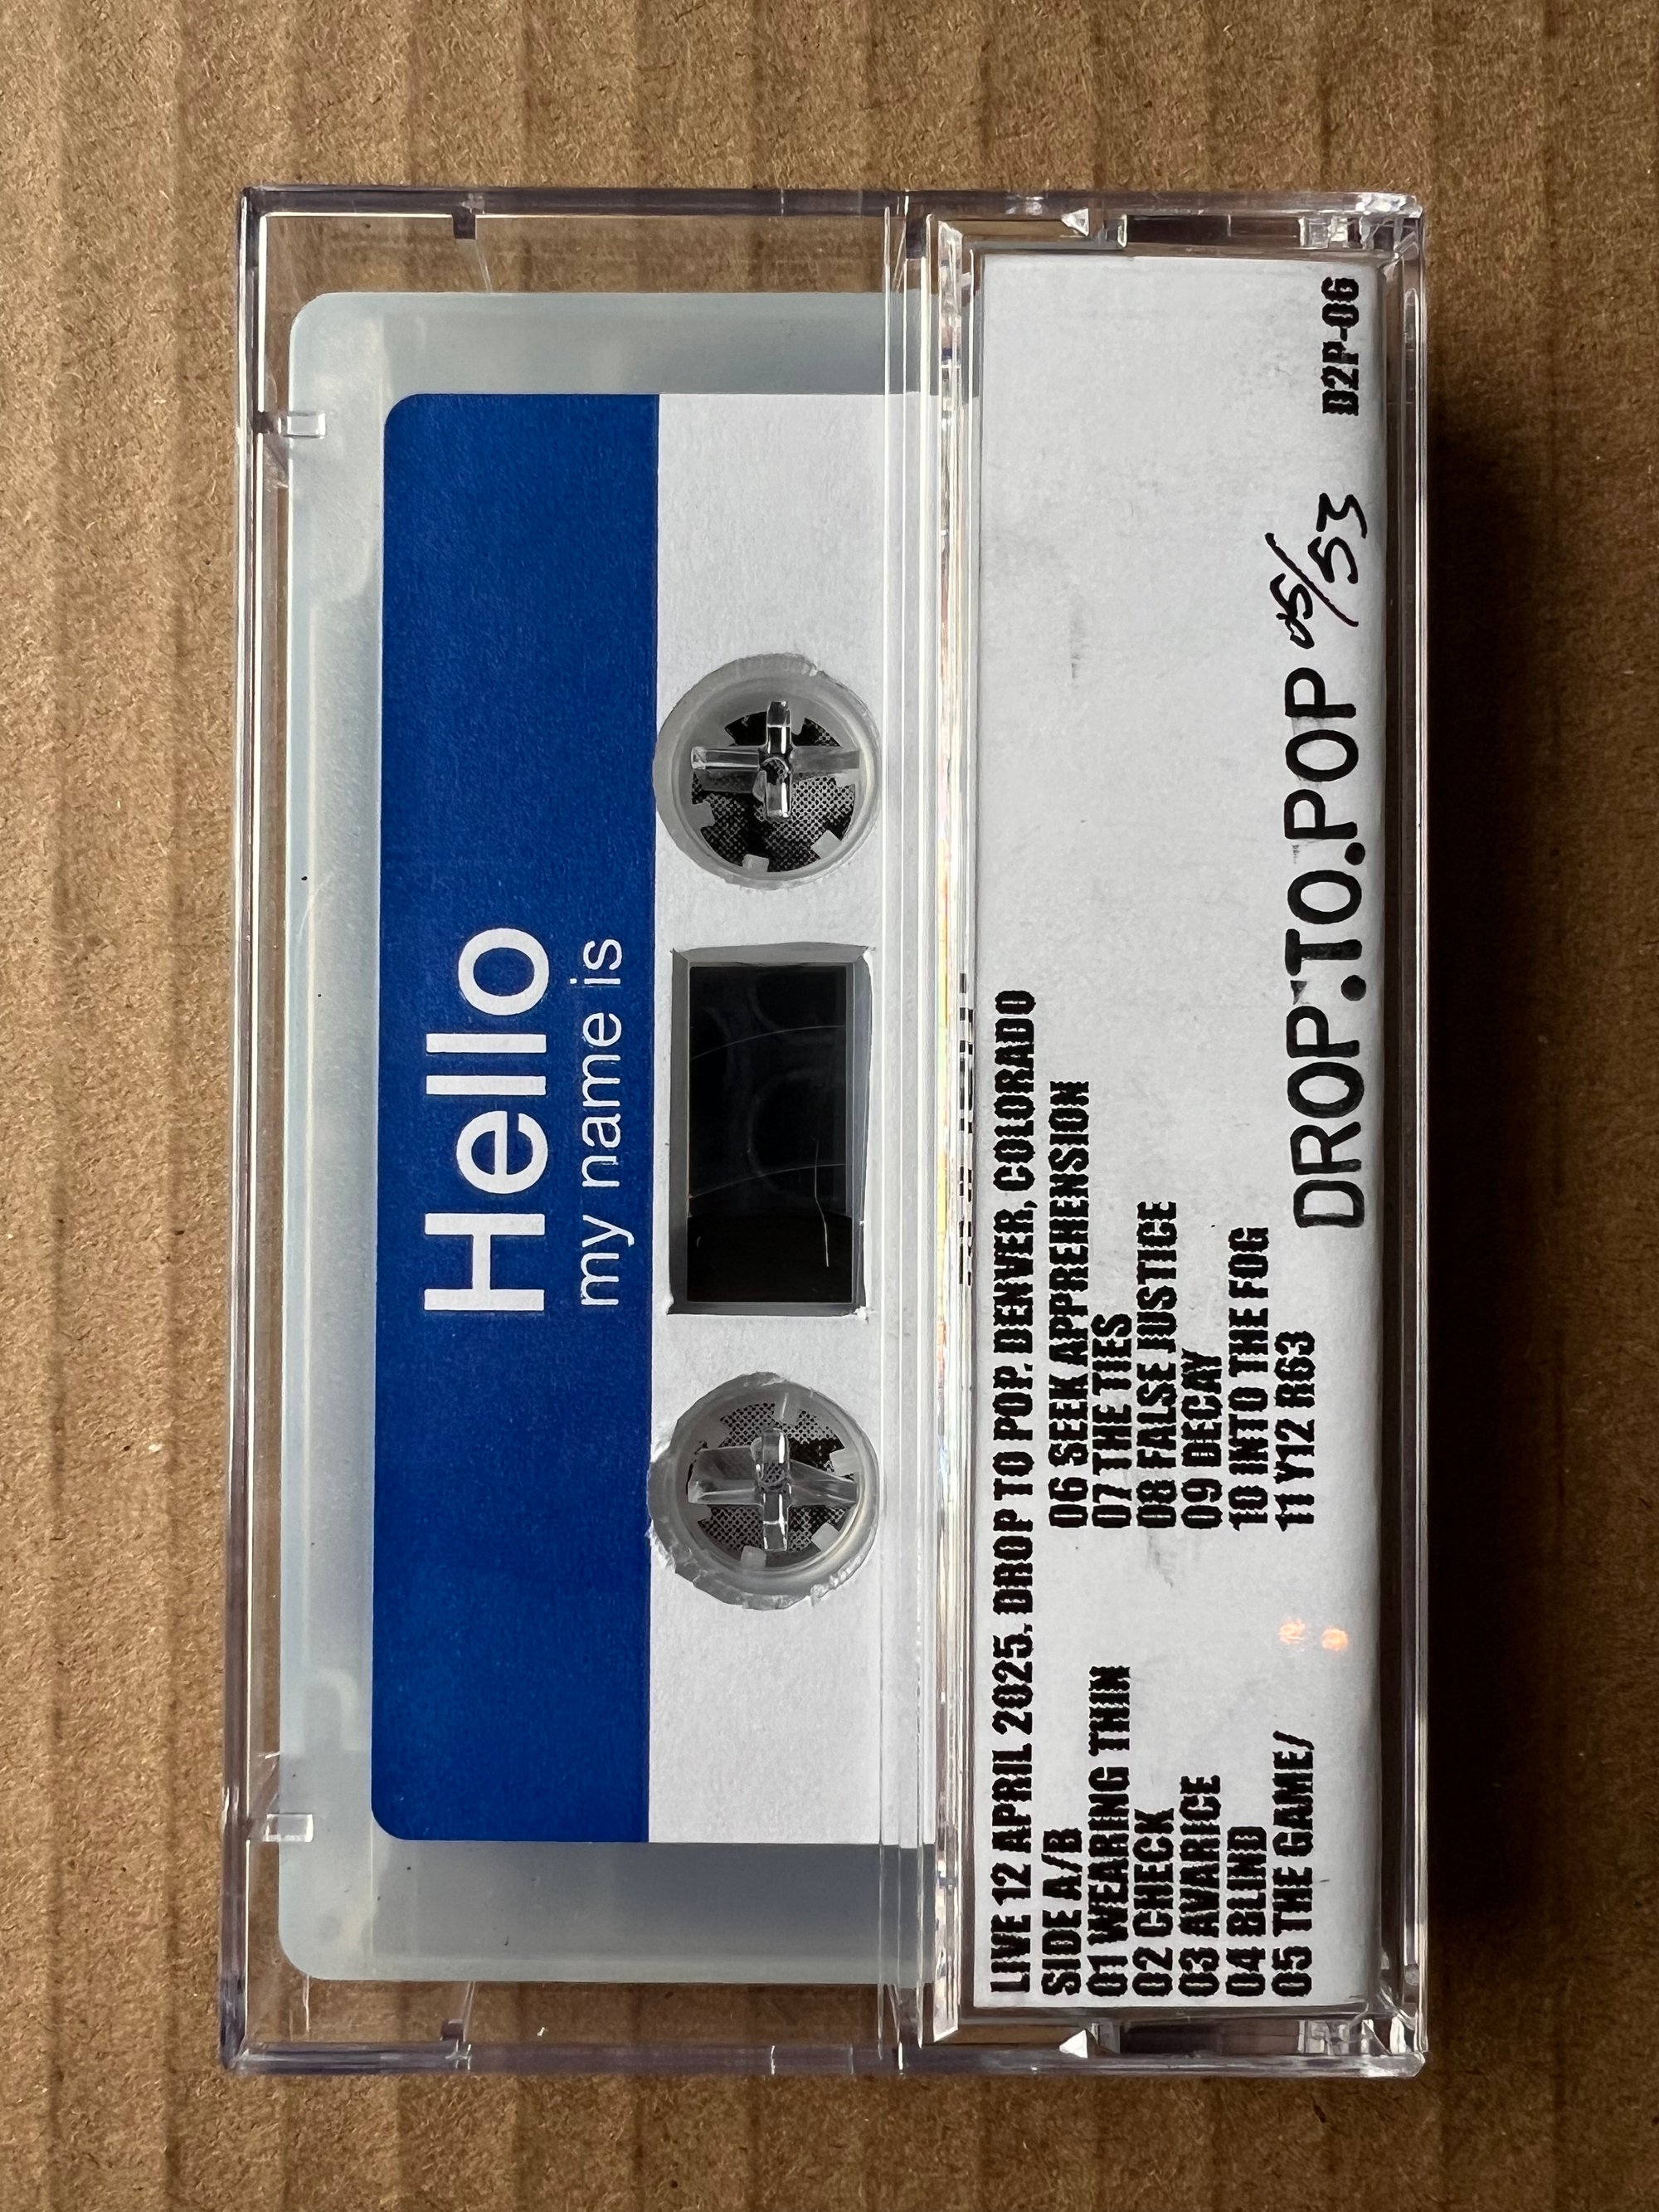 Hello
my name is
LIVE 12 APRIL 2025. DROP TO POP. DENVER, COLORADO
SIDE A/B
01 WEARING THIN
02 CHECK
03 AVARICE
04 BLIND
05 THE GAME/
06 SEEK APPREHENSION
07 THE TIES
08 FALSE JUSTICE
09 DECAY
10 INTO THE FOG
11 Y12 R63
DROP.TO.POP
05/53
D2P-06